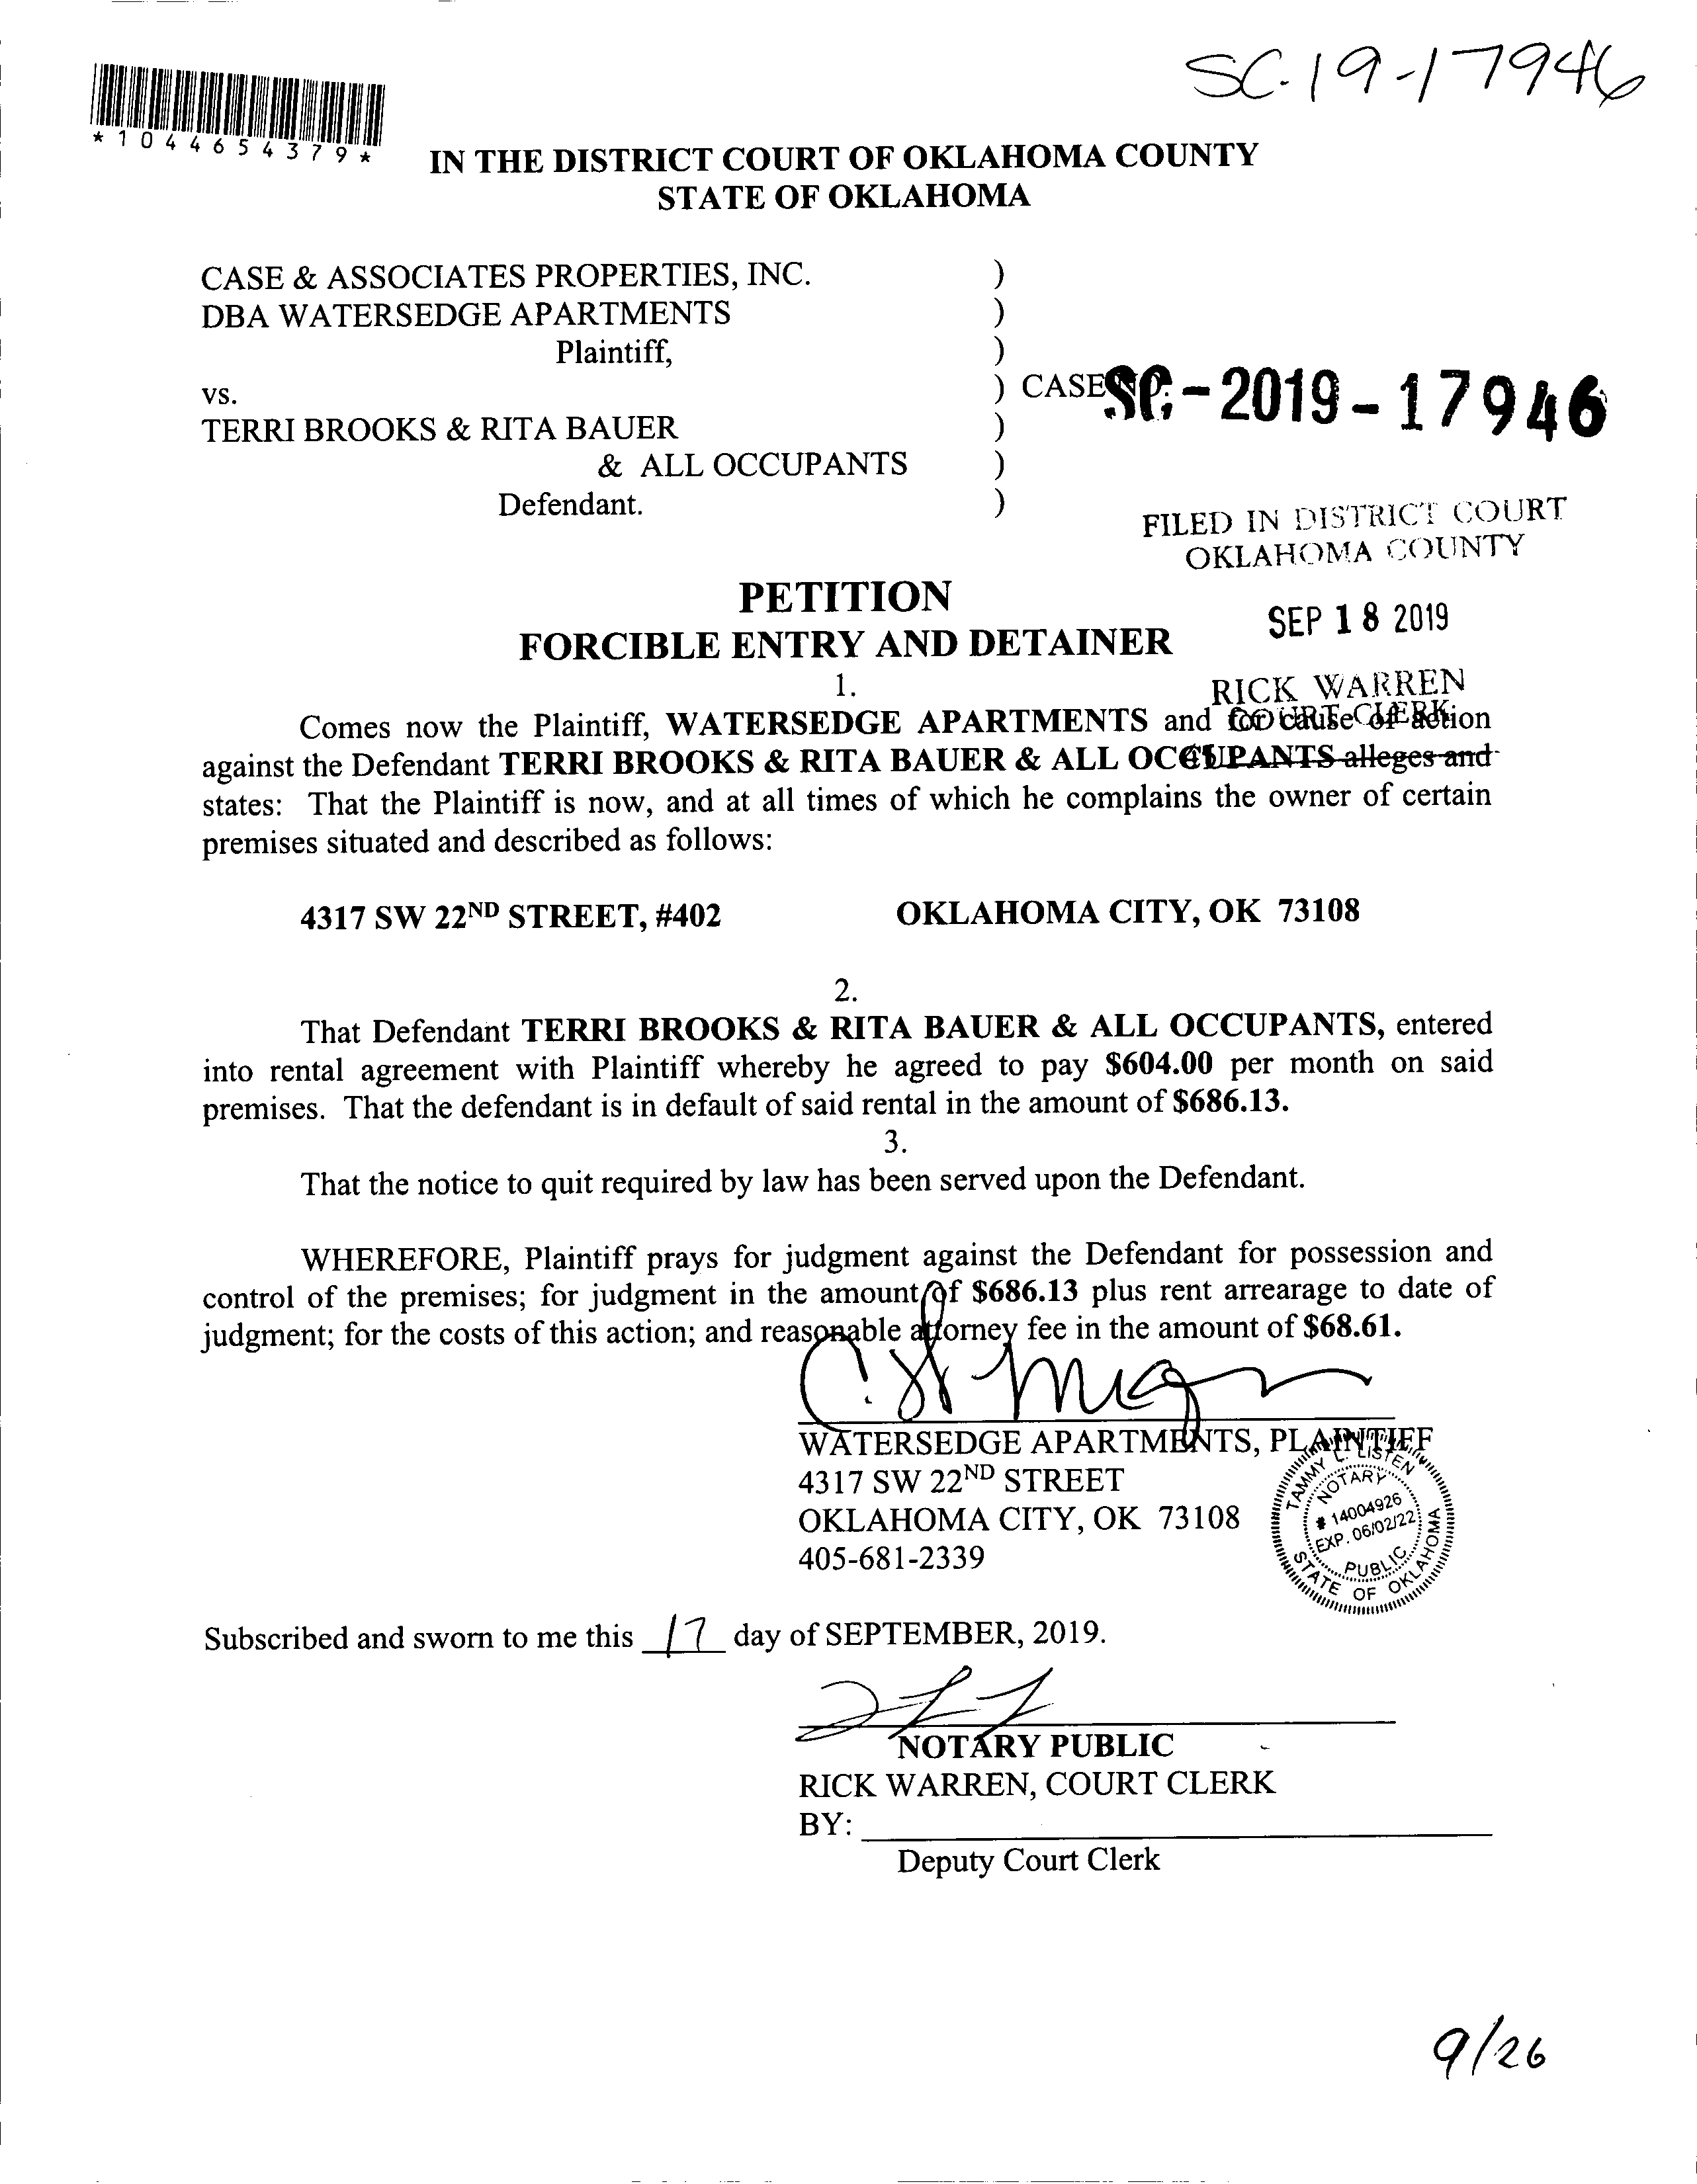 SC-19-17946
*1044654379*
IN THE DISTRICT COURT OF OKLAHOMA COUNTY
STATE OF OKLAHOMA
CASE & ASSOCIATES PROPERTIES, INC. )
DBA WATERSEDGE APARTMENTS )
Plaintiff, )
vs. ) CASE NO. SC-2019-17946
TERRI BROOKS & RITA BAUER )
& ALL OCCUPANTS )
Defendant. )
FILED IN DISTRICT COURT
OKLAHOMA COUNTY
SEP 18 2019
RICK WARREN
COURT CLERK
45
PETITION
FORCIBLE ENTRY AND DETAINER
1.
Comes now the Plaintiff, WATERSEDGE APARTMENTS and for cause of action
against the Defendant TERRI BROOKS & RITA BAUER & ALL OCCUPANTS alleges and
states: That the Plaintiff is now, and at all times of which he complains the owner of certain
premises situated and described as follows:
4317 SW 22ND STREET, #402 OKLAHOMA CITY, OK 73108
2.
That Defendant TERRI BROOKS & RITA BAUER & ALL OCCUPANTS, entered
into rental agreement with Plaintiff whereby he agreed to pay $604.00 per month on said
premises. That the defendant is in default of said rental in the amount of $686.13.
3.
That the notice to quit required by law has been served upon the Defendant.
WHEREFORE, Plaintiff prays for judgment against the Defendant for possession and
control of the premises; for judgment in the amount of $686.13 plus rent arrearage to date of
judgment; for the costs of this action; and reasonable attorney fee in the amount of $68.61.
WATERSEDGE APARTMENTS, PLAINTIFF
4317 SW 22ND STREET
OKLAHOMA CITY, OK 73108
405-681-2339
TAMMY L. LISTEN
NOTARY
# 14004926
EXP. 06/02/22
PUBLIC
STATE OF OKLAHOMA
Subscribed and sworn to me this 17 day of SEPTEMBER, 2019.
NOTARY PUBLIC
RICK WARREN, COURT CLERK
BY:
Deputy Court Clerk
9/26